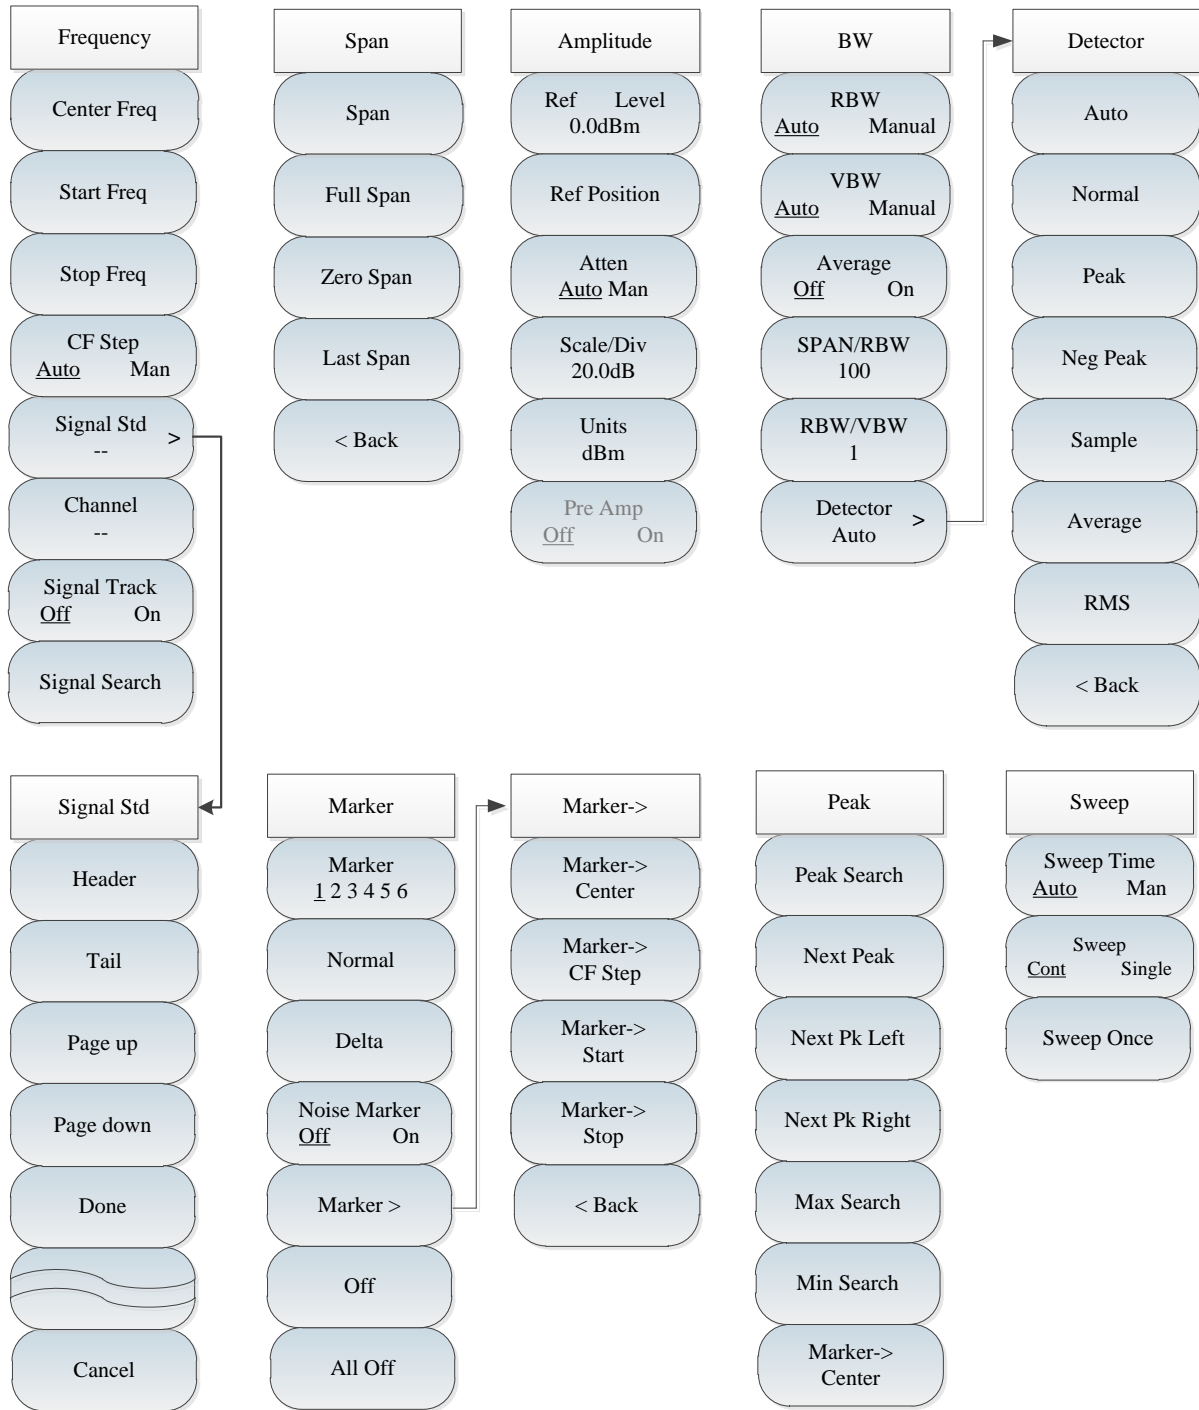 Frequency
Center Freq
Start Freq
Stop Freq
CF Step
Auto Man
Signal Std >
--
Channel
--
Signal Track
Off On
Signal Search
Span
Span
Full Span
Zero Span
Last Span
< Back
Amplitude
Ref Level
0.0dBm
Ref Position
Atten
Auto Man
Scale/Div
20.0dB
Units
dBm
Pre Amp
Off On
BW
RBW
Auto Manual
VBW
Auto Manual
Average
Off On
SPAN/RBW
100
RBW/VBW
1
Detector >
Auto
Detector
Auto
Normal
Peak
Neg Peak
Sample
Average
RMS
< Back
Signal Std
Header
Tail
Page up
Page down
Done
Cancel
Marker
Marker
1 2 3 4 5 6
Normal
Delta
Noise Marker
Off On
Marker >
Off
All Off
Marker->
Marker->
Center
Marker->
CF Step
Marker->
Start
Marker->
Stop
< Back
Peak
Peak Search
Next Peak
Next Pk Left
Next Pk Right
Max Search
Min Search
Marker->
Center
Sweep
Sweep Time
Auto Man
Sweep
Cont Single
Sweep Once